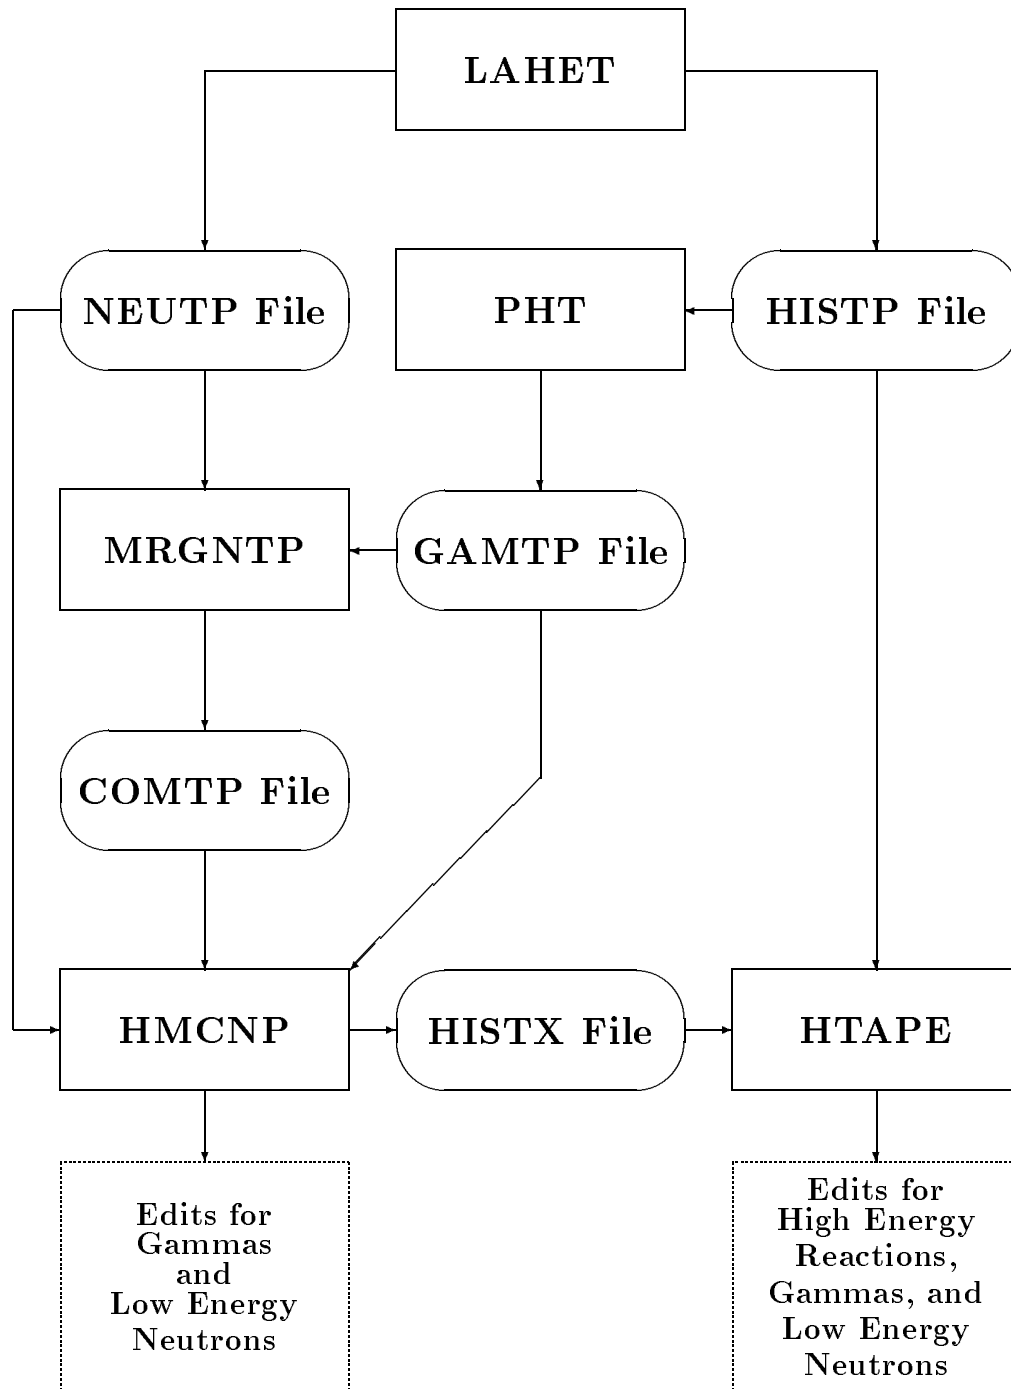 LAHET
NEUTP File
PHT
HISTP File
MRGNTP
GAMTP File
COMTP File
HMCNP
HISTX File
HTAPE
Edits for
Gammas
and
Low Energy
Neutrons
Edits for
High Energy
Reactions,
Gammas, and
Low Energy
Neutrons